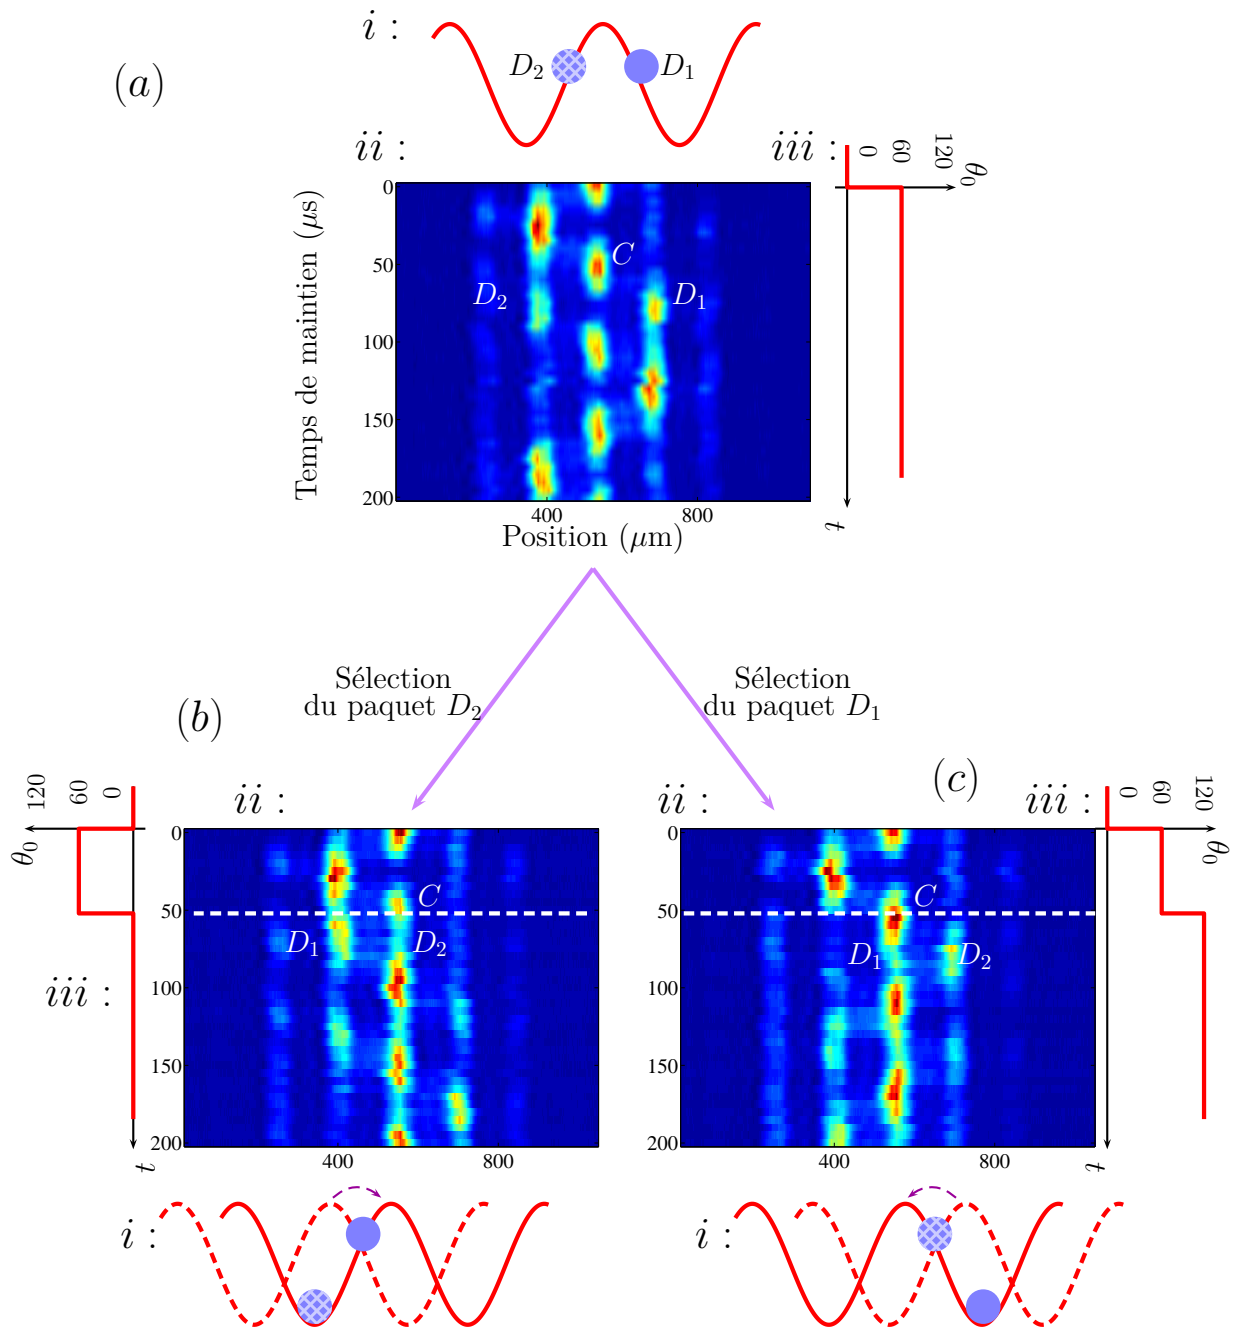 i :
D2 D1
(a)
ii :
iii :
0 60 120
θ0
0
50
100
150
200
Temps de maintien (μs)
C
D2 D1
400 800
Position (μm)
t
Sélection
du paquet D2
Sélection
du paquet D1
(b)
(c)
120 60 0
θ0
ii :
0
50
100
150
200
C
D1 D2
iii :
t
400 800
i :
ii :
iii :
0 60 120
θ0
0
50
100
150
200
C
D1 D2
t
400 800
i :